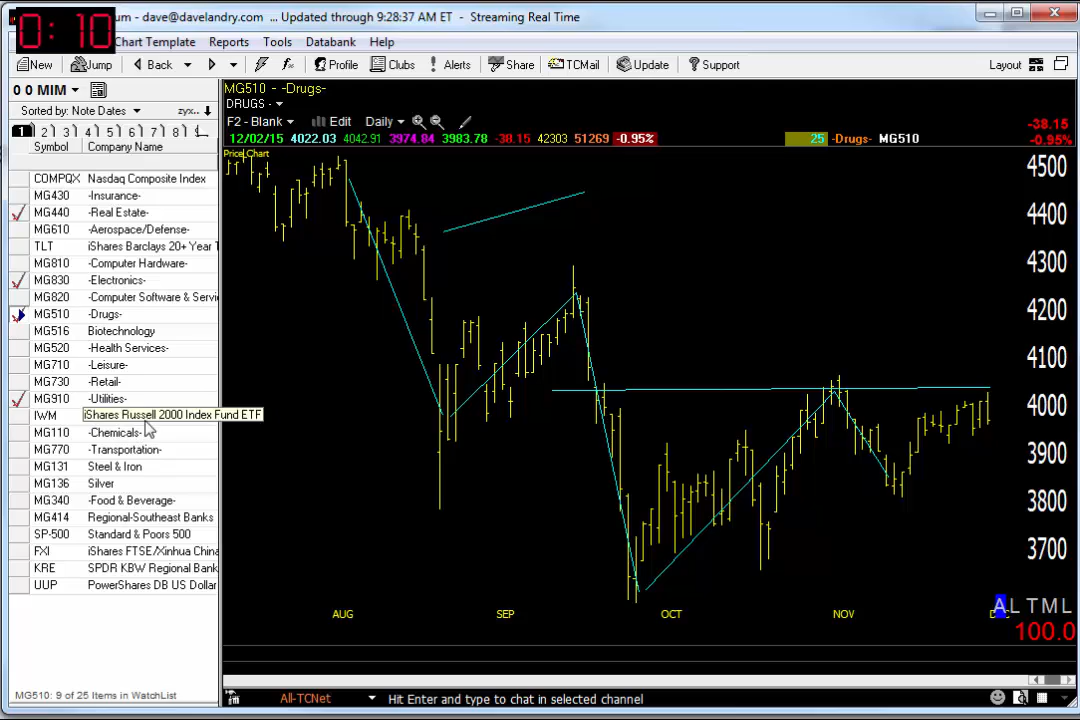 0:10
um - dave@davelandry.com ... Updated through 9:28:37 AM ET - Streaming Real Time
Chart Template Reports Tools Databank Help
New Jump Back Profile Clubs Alerts Share TCMail Update Support Layout
0 0 MIM
Sorted by: Note Dates zyx..
1 2 3 4 5 6 7 8
Symbol Company Name
COMPQX Nasdaq Composite Index
MG430 -Insurance-
MG440 -Real Estate-
MG610 -Aerospace/Defense-
TLT iShares Barclays 20+ Year T
MG810 -Computer Hardware-
MG830 -Electronics-
MG820 -Computer Software & Servi
MG510 -Drugs-
MG516 Biotechnology
MG520 -Health Services-
MG710 -Leisure-
MG730 -Retail-
MG910 -Utilities-
IWM iShares Russell 2000 Index Fund ETF
MG110 -Chemicals-
MG770 -Transportation-
MG131 Steel & Iron
MG136 Silver
MG340 -Food & Beverage-
MG414 Regional-Southeast Banks
SP-500 Standard & Poors 500
FXI iShares FTSE/Xinhua China
KRE SPDR KBW Regional Bank
UUP PowerShares DB US Dollar
MG510: 9 of 25 Items in WatchList
MG510 - -Drugs-
DRUGS -
F2 - Blank Edit Daily
12/02/15 4022.03 4042.91 3974.84 3983.78 -38.15 42303 51269 -0.95% 25 -Drugs- MG510
-38.15
-0.95%
Price Chart
4500
4400
4300
4200
4100
4000
3900
3800
3700
AUG SEP OCT NOV
A L T M L
100.0
All-TCNet Hit Enter and type to chat in selected channel